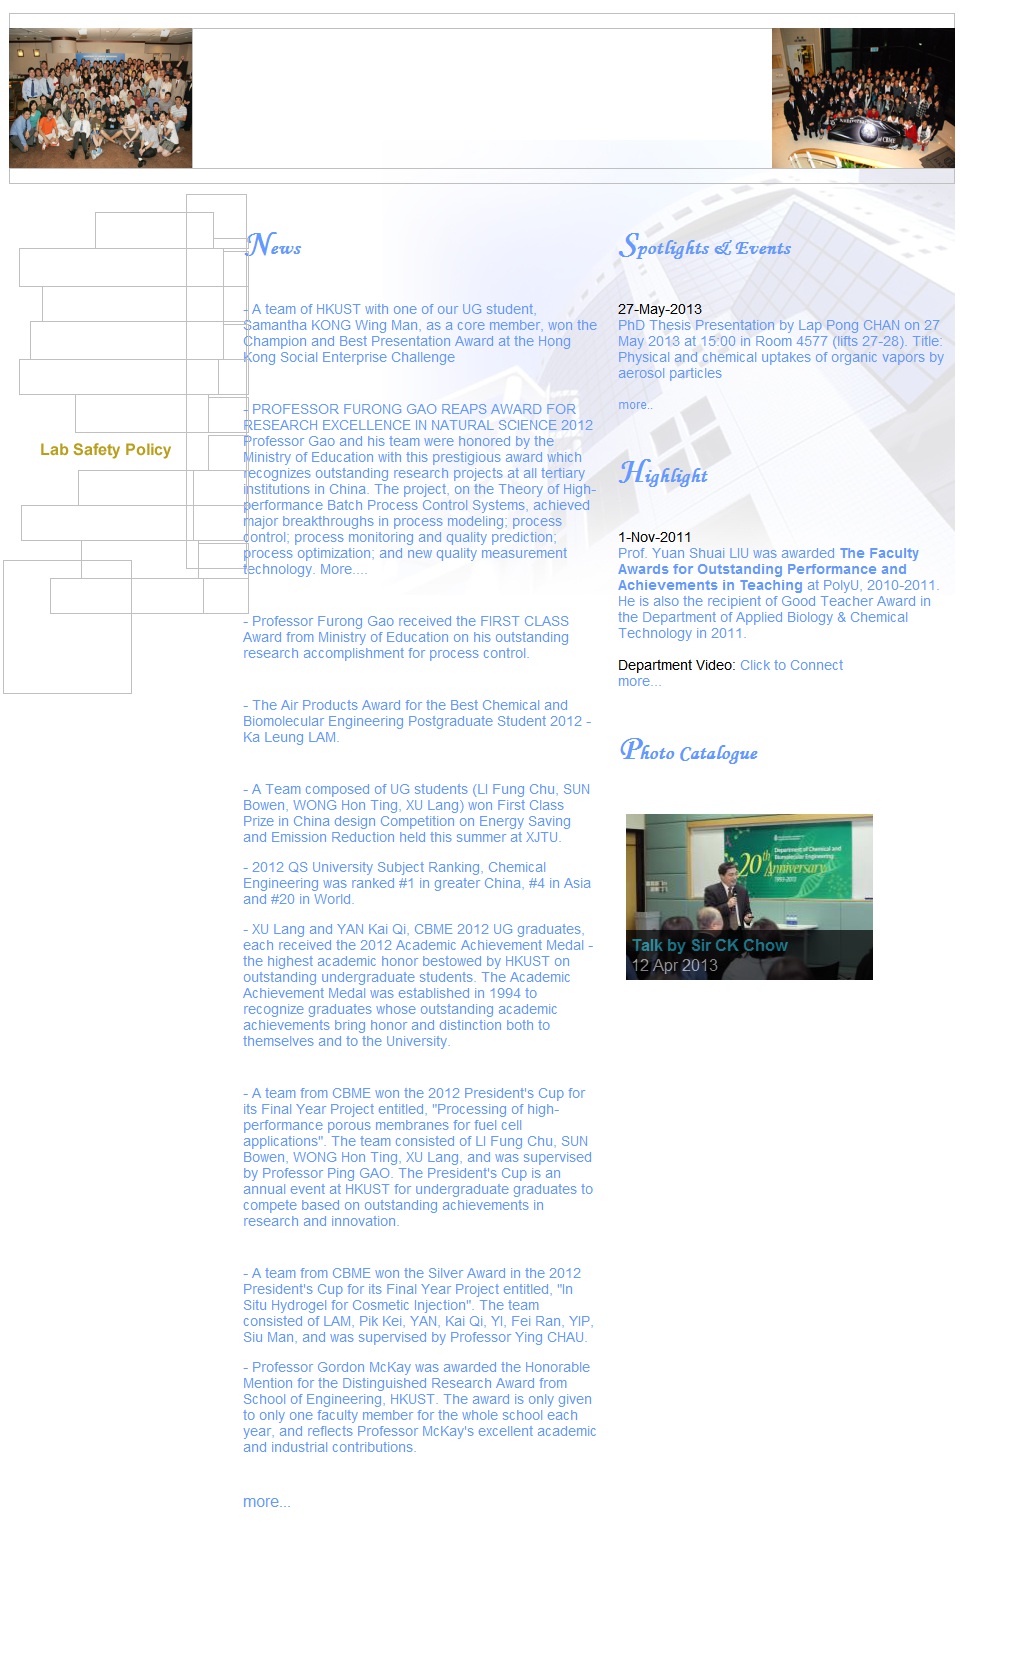 Lab Safety Policy
News
- A team of HKUST with one of our UG student,
Samantha KONG Wing Man, as a core member, won the
Champion and Best Presentation Award at the Hong
Kong Social Enterprise Challenge
- PROFESSOR FURONG GAO REAPS AWARD FOR
RESEARCH EXCELLENCE IN NATURAL SCIENCE 2012
Professor Gao and his team were honored by the
Ministry of Education with this prestigious award which
recognizes outstanding research projects at all tertiary
institutions in China. The project, on the Theory of High-
performance Batch Process Control Systems, achieved
major breakthroughs in process modeling; process
control; process monitoring and quality prediction;
process optimization; and new quality measurement
technology. More....
- Professor Furong Gao received the FIRST CLASS
Award from Ministry of Education on his outstanding
research accomplishment for process control.
- The Air Products Award for the Best Chemical and
Biomolecular Engineering Postgraduate Student 2012 -
Ka Leung LAM.
- A Team composed of UG students (LI Fung Chu, SUN
Bowen, WONG Hon Ting, XU Lang) won First Class
Prize in China design Competition on Energy Saving
and Emission Reduction held this summer at XJTU.
- 2012 QS University Subject Ranking, Chemical
Engineering was ranked #1 in greater China, #4 in Asia
and #20 in World.
- XU Lang and YAN Kai Qi, CBME 2012 UG graduates,
each received the 2012 Academic Achievement Medal -
the highest academic honor bestowed by HKUST on
outstanding undergraduate students. The Academic
Achievement Medal was established in 1994 to
recognize graduates whose outstanding academic
achievements bring honor and distinction both to
themselves and to the University.
- A team from CBME won the 2012 President's Cup for
its Final Year Project entitled, "Processing of high-
performance porous membranes for fuel cell
applications". The team consisted of LI Fung Chu, SUN
Bowen, WONG Hon Ting, XU Lang, and was supervised
by Professor Ping GAO. The President's Cup is an
annual event at HKUST for undergraduate graduates to
compete based on outstanding achievements in
research and innovation.
- A team from CBME won the Silver Award in the 2012
President's Cup for its Final Year Project entitled, "In
Situ Hydrogel for Cosmetic Injection". The team
consisted of LAM, Pik Kei, YAN, Kai Qi, YI, Fei Ran, YIP,
Siu Man, and was supervised by Professor Ying CHAU.
- Professor Gordon McKay was awarded the Honorable
Mention for the Distinguished Research Award from
School of Engineering, HKUST. The award is only given
to only one faculty member for the whole school each
year, and reflects Professor McKay's excellent academic
and industrial contributions.
more...
Spotlights & Events
27-May-2013
PhD Thesis Presentation by Lap Pong CHAN on 27
May 2013 at 15:00 in Room 4577 (lifts 27-28). Title:
Physical and chemical uptakes of organic vapors by
aerosol particles
more..
Highlight
1-Nov-2011
Prof. Yuan Shuai LIU was awarded The Faculty
Awards for Outstanding Performance and
Achievements in Teaching at PolyU, 2010-2011.
He is also the recipient of Good Teacher Award in
the Department of Applied Biology & Chemical
Technology in 2011.
Department Video: Click to Connect
more...
Photo Catalogue
Department of Chemical and
Biomolecular Engineering
20th Anniversary
Talk by Sir CK Chow
12 Apr 2013